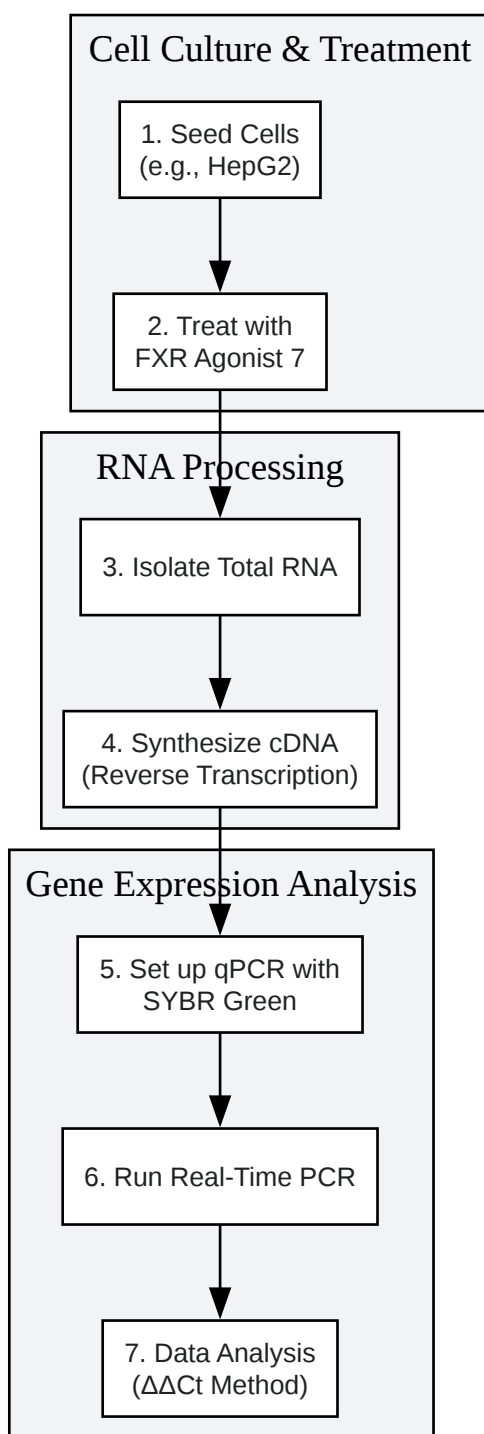 Cell Culture & Treatment
1. Seed Cells
(e.g., HepG2)
2. Treat with
FXR Agonist 7
RNA Processing
3. Isolate Total RNA
4. Synthesize cDNA
(Reverse Transcription)
Gene Expression Analysis
5. Set up qPCR with
SYBR Green
6. Run Real-Time PCR
7. Data Analysis
(ΔΔCt Method)